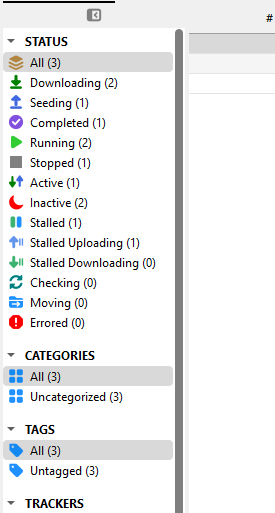 #
STATUS
All (3)
Downloading (2)
Seeding (1)
Completed (1)
Running (2)
Stopped (1)
Active (1)
Inactive (2)
Stalled (1)
Stalled Uploading (1)
Stalled Downloading (0)
Checking (0)
Moving (0)
Errored (0)
CATEGORIES
All (3)
Uncategorized (3)
TAGS
All (3)
Untagged (3)
TRACKERS